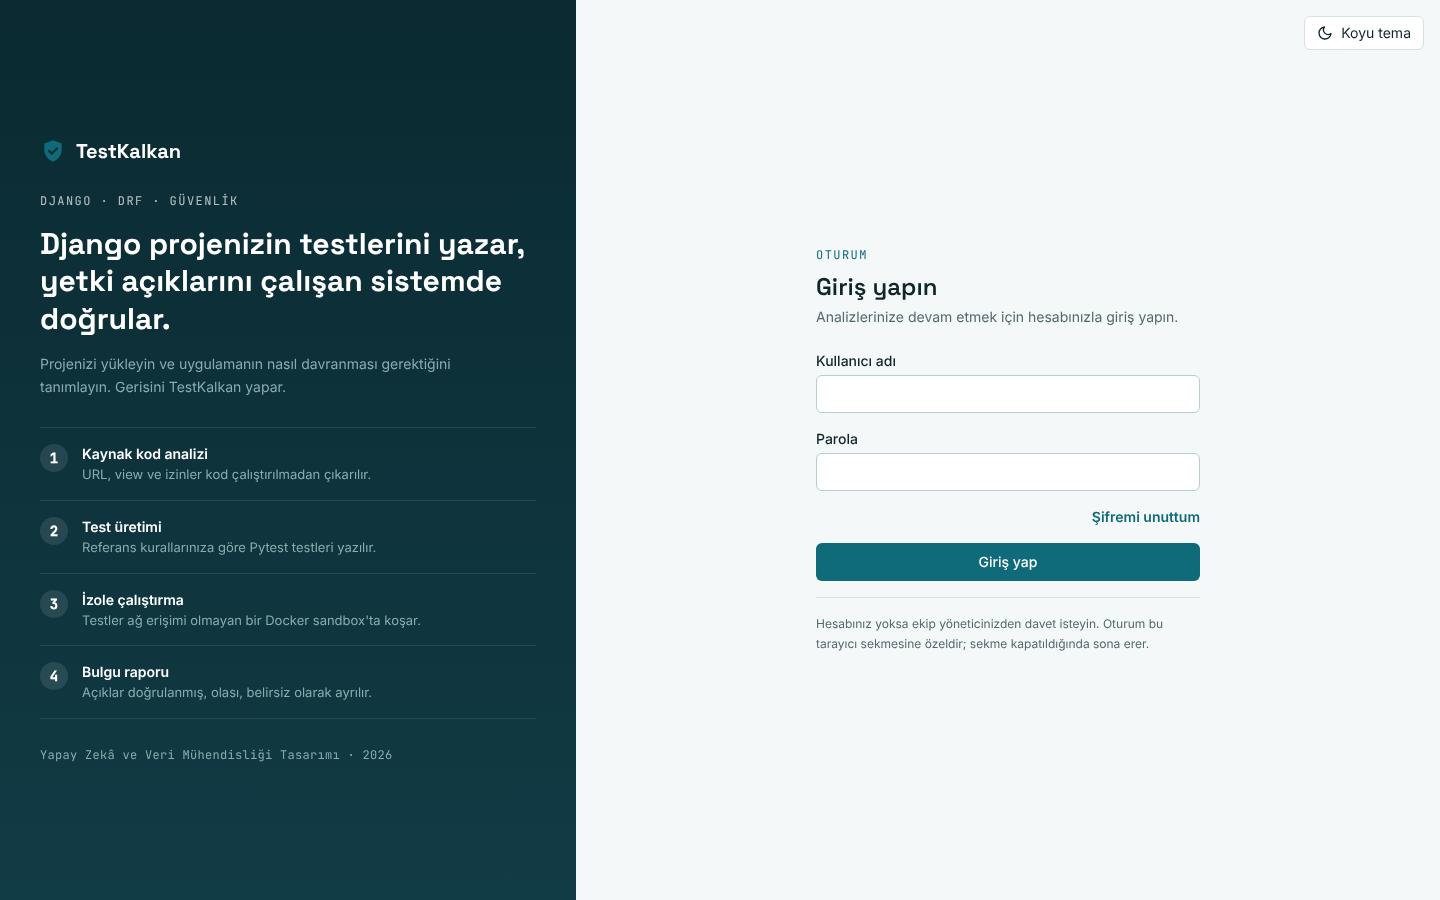 Koyu tema
TestKalkan
DJANGO · DRF · GÜVENLİK
Django projenizin testlerini yazar,
yetki açıklarını çalışan sistemde
doğrular.
Projenizi yükleyin ve uygulamanın nasıl davranması gerektiğini
tanımlayın. Gerisini TestKalkan yapar.
1 Kaynak kod analizi
URL, view ve izinler kod çalıştırılmadan çıkarılır.
2 Test üretimi
Referans kurallarınıza göre Pytest testleri yazılır.
3 İzole çalıştırma
Testler ağ erişimi olmayan bir Docker sandbox'ta koşar.
4 Bulgu raporu
Açıklar doğrulanmış, olası, belirsiz olarak ayrılır.
Yapay Zekâ ve Veri Mühendisliği Tasarımı · 2026
OTURUM
Giriş yapın
Analizlerinize devam etmek için hesabınızla giriş yapın.
Kullanıcı adı
Parola
Şifremi unuttum
Giriş yap
Hesabınız yoksa ekip yöneticinizden davet isteyin. Oturum bu
tarayıcı sekmesine özeldir; sekme kapatıldığında sona erer.